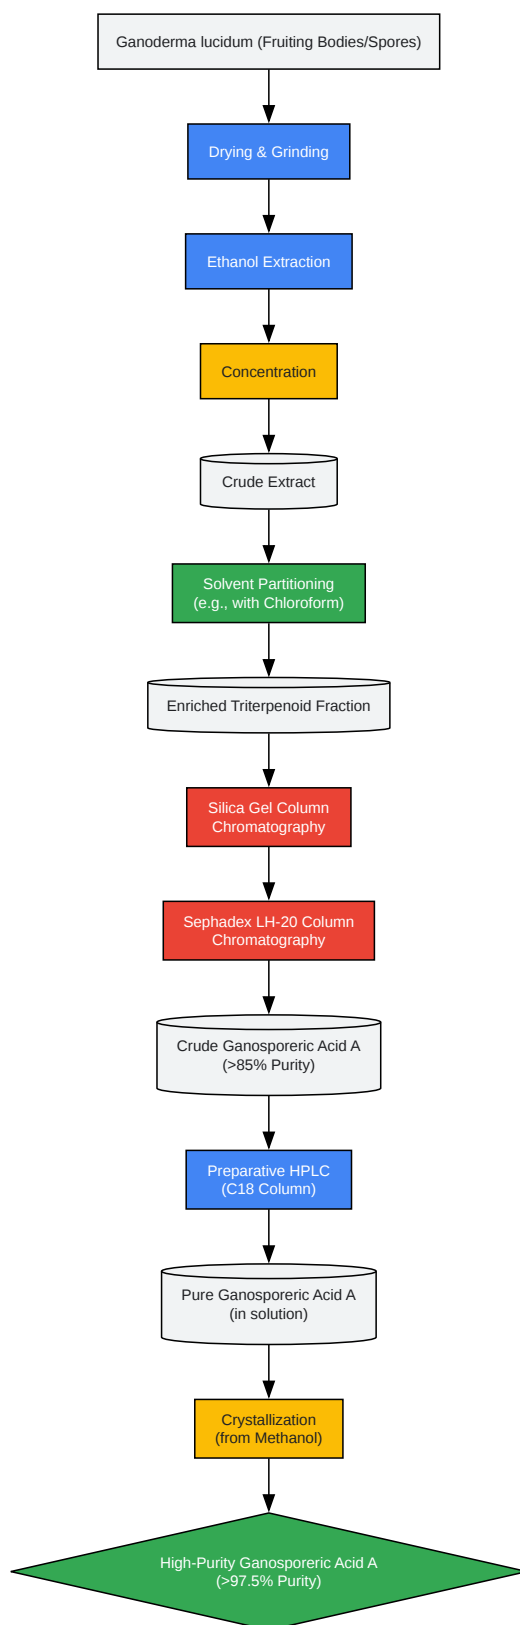 Ganoderma lucidum (Fruiting Bodies/Spores)
Drying & Grinding
Ethanol Extraction
Concentration
Crude Extract
Solvent Partitioning
(e.g., with Chloroform)
Enriched Triterpenoid Fraction
Silica Gel Column
Chromatography
Sephadex LH-20 Column
Chromatography
Crude Ganosporeric Acid A
(>85% Purity)
Preparative HPLC
(C18 Column)
Pure Ganosporeric Acid A
(in solution)
Crystallization
(from Methanol)
High-Purity Ganosporeric Acid A
(>97.5% Purity)